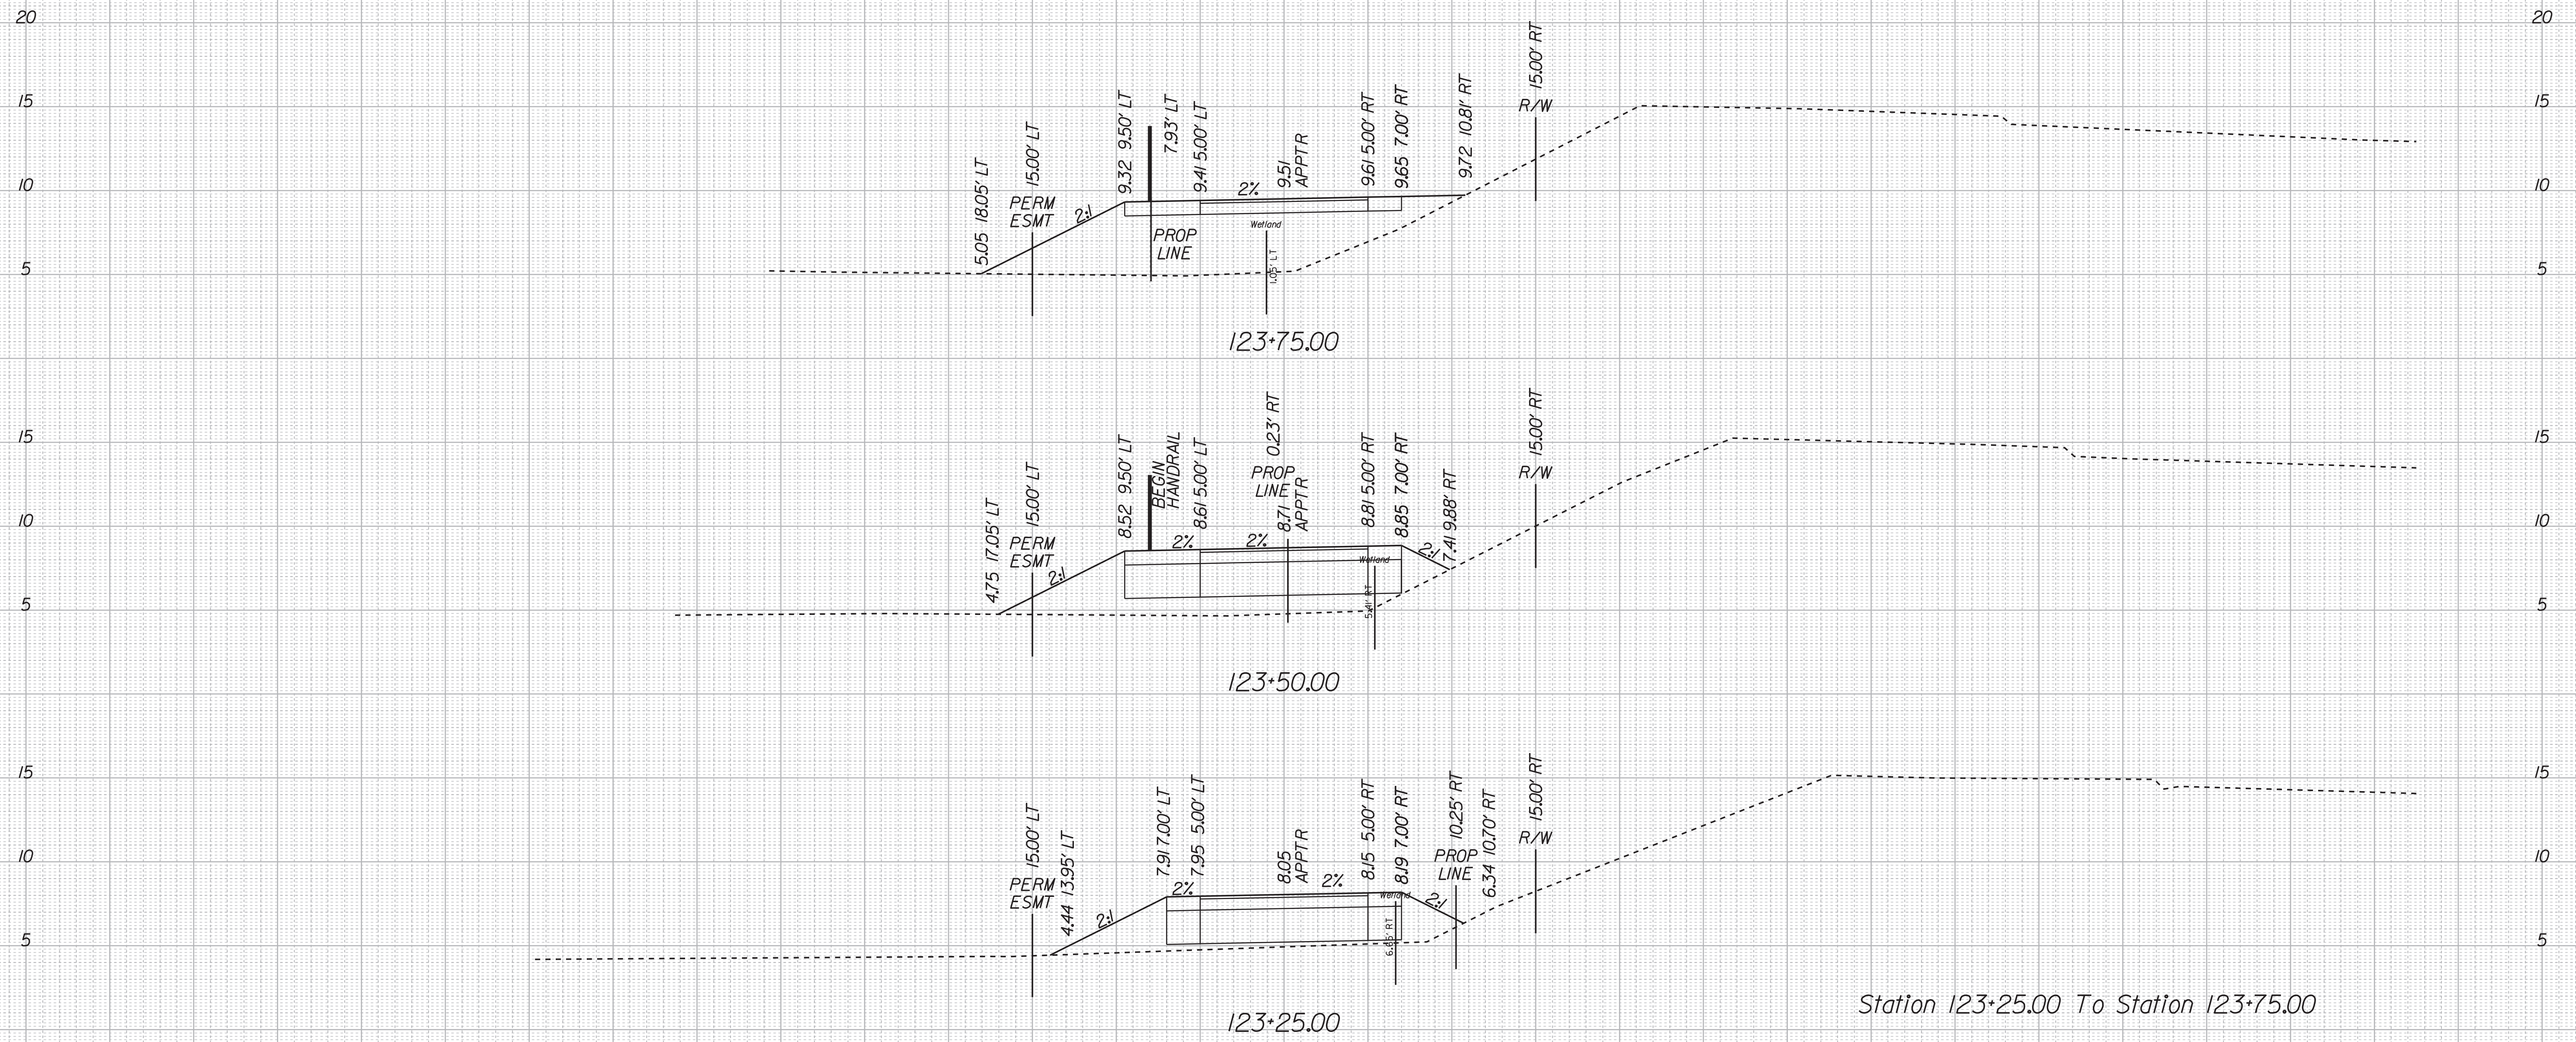 20
20
15
15
10
10
5
5
5.05 18.05' LT
15.00' LT
PERM
ESMT
2:1
9.32 9.50' LT
7.93' LT
PROP
LINE
9.41 5.00' LT
2%
Wetland
1.05' LT
9.51
APPTR
9.61 5.00' RT
9.65 7.00' RT
9.72 10.81' RT
15.00' RT
R/W
123+75.00
15
15
10
10
5
5
4.75 17.05' LT
15.00' LT
PERM
ESMT
2:1
8.52 9.50' LT
BEGIN
HANDRAIL
2%
8.61 5.00' LT
2%
0.23' RT
PROP
LINE
8.71
APPTR
8.81 5.00' RT
Wetland
5.41' RT
8.85 7.00' RT
2:1
7.41 9.88' RT
15.00' RT
R/W
123+50.00
15
15
10
10
5
5
15.00' LT
PERM
ESMT
4.44 13.95' LT
2:1
7.91 7.00' LT
2%
7.95 5.00' LT
8.05
APPTR
2%
8.15 5.00' RT
8.19 7.00' RT
Wetland
2:1
10.25' RT
PROP
LINE
6.34 10.70' RT
15.00' RT
R/W
123+25.00
Station 123+25.00 To Station 123+75.00